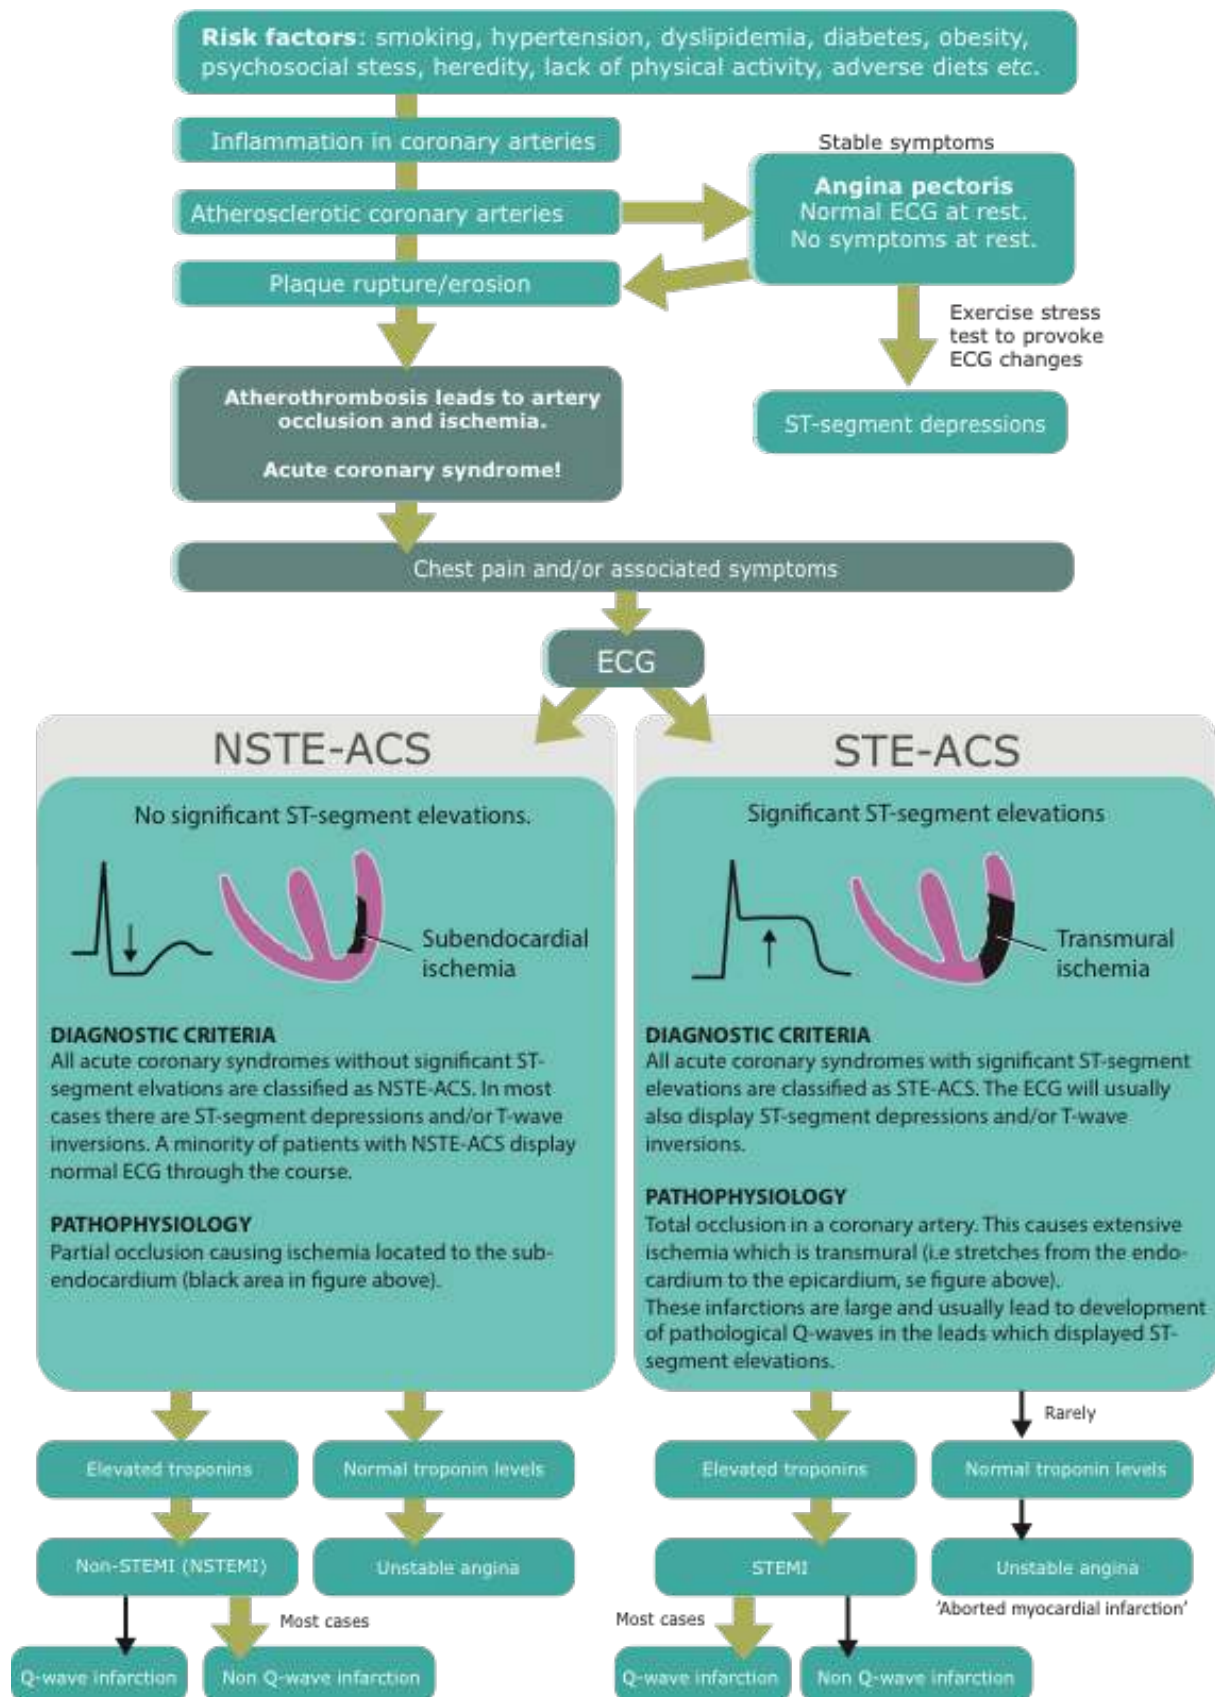 Risk factors: smoking, hypertension, dyslipidemia, diabetes, obesity,
psychosocial stess, heredity, lack of physical activity, adverse diets etc.
Inflammation in coronary arteries
Stable symptoms
Atherosclerotic coronary arteries
Angina pectoris
Normal ECG at rest.
No symptoms at rest.
Plaque rupture/erosion
Exercise stress
test to provoke
ECG changes
Atherothrombosis leads to artery
occlusion and ischemia.
Acute coronary syndrome!
ST-segment depressions
Chest pain and/or associated symptoms
ECG
NSTE-ACS
No significant ST-segment elevations.
Subendocardial
ischemia
DIAGNOSTIC CRITERIA
All acute coronary syndromes without significant ST-
segment elvations are classified as NSTE-ACS. In most
cases there are ST-segment depressions and/or T-wave
inversions. A minority of patients with NSTE-ACS display
normal ECG through the course.
PATHOPHYSIOLOGY
Partial occlusion causing ischemia located to the sub-
endocardium (black area in figure above).
STE-ACS
Significant ST-segment elevations
Transmural
ischemia
DIAGNOSTIC CRITERIA
All acute coronary syndromes with significant ST-segment
elevations are classified as STE-ACS. The ECG will usually
also display ST-segment depressions and/or T-wave
inversions.
PATHOPHYSIOLOGY
Total occlusion in a coronary artery. This causes extensive
ischemia which is transmural (i.e stretches from the endo-
cardium to the epicardium, se figure above).
These infarctions are large and usually lead to development
of pathological Q-waves in the leads which displayed ST-
segment elevations.
Rarely
Elevated troponins
Normal troponin levels
Elevated troponins
Normal troponin levels
Non-STEMI (NSTEMI)
Unstable angina
STEMI
Unstable angina
'Aborted myocardial infarction'
Most cases
Most cases
Q-wave infarction
Non Q-wave infarction
Q-wave infarction
Non Q-wave infarction